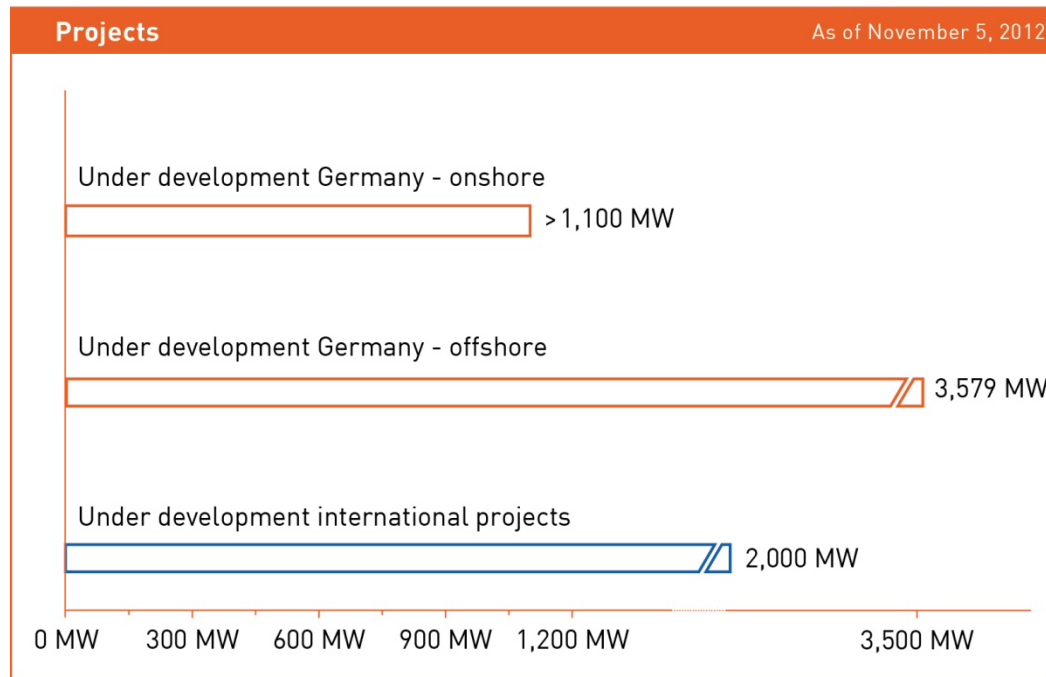 Projects As of November 5, 2012
Under development Germany - onshore
>1,100 MW
Under development Germany - offshore
3,579 MW
Under development international projects
2,000 MW
0 MW 300 MW 600 MW 900 MW 1,200 MW 3,500 MW